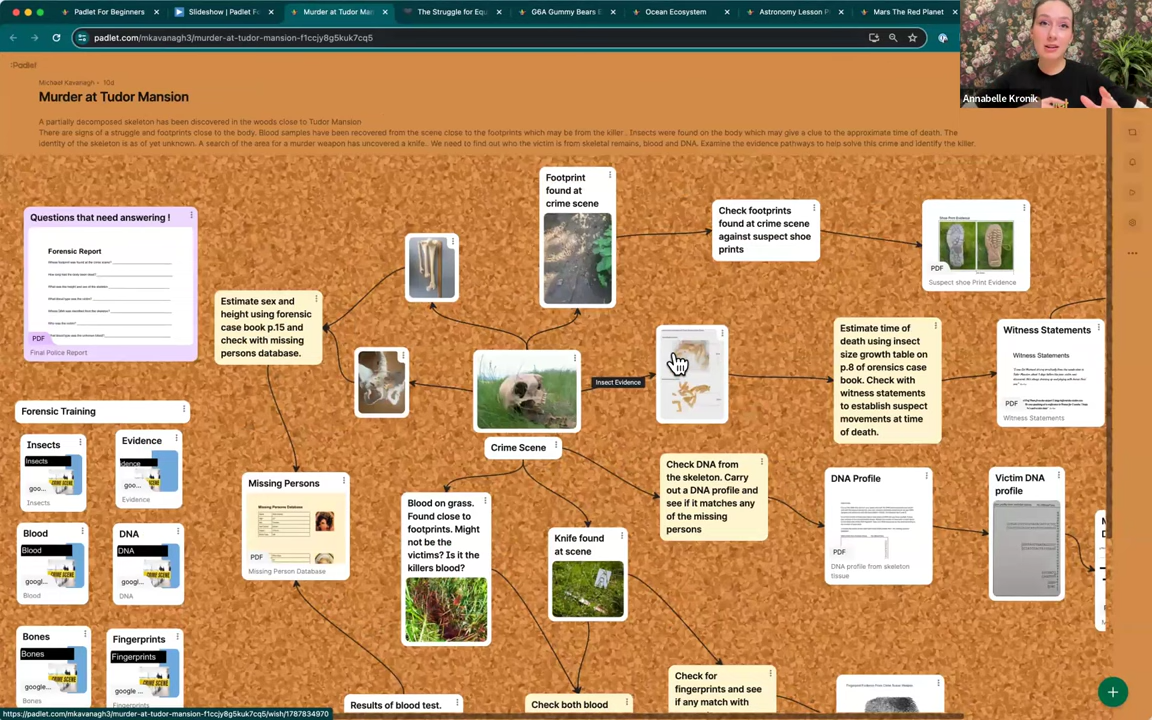 Padlet For Beginners
Slideshow | Padlet F
Murder at Tudor Man
The Struggle for Eq
G6A Gummy Bears E
Ocean Ecosystem
Astronomy Lesson P
Mars The Red Planet
padlet.com/mkavanagh3/murder-at-tudor-mansion-f1ccjy8g5kuk7cq5
Annabelle Kronik
:Padlet
Michael Kavanagh • 10d
Murder at Tudor Mansion
A partially decomposed skeleton has been discovered in the woods close to Tudor Mansion
There are signs of a struggle and footprints close to the body. Blood samples have been recovered from the scene close to the footprints which may be from the killer . Insects were found on the body which may give a clue to the approximate time of death. The
identity of the skeleton is as of yet unknown. A search of the area for a murder weapon has uncovered a knife. We need to find out who the victim is from skeletal remains, blood and DNA. Examine the evidence pathways to help solve this crime and identify the killer.
Questions that need answering !
Forensic Report
PDF
Final Police Report
Estimate sex and
height using forensic
case book p.15 and
check with missing
persons database.
Footprint
found at
crime scene
Check footprints
found at crime scene
against suspect shoe
prints
Shoe Print Evidence
PDF
Suspect shoe Print Evidence
Insect Evidence
Estimate time of
death using insect
size growth table on
p.8 of orensics case
book. Check with
witness statements
to establish suspect
movements at time
of death.
Witness Statements
Witness Statements
PDF
Witness Statements
Forensic Training
Insects
Insects
goo...
Insects
Evidence
idence
goo...
Evidence
Blood
Blood
googl...
Blood
DNA
DNA
googl...
DNA
Bones
Bones
google...
Bones
Fingerprints
Fingerprints
google ...
Crime Scene
Missing Persons
Missing Persons Database
PDF
Missing Person Database
Blood on grass.
Found close to
footprints. Might
not be the
victims? Is it the
killers blood?
Knife found
at scene
Check DNA from
the skeleton. Carry
out a DNA profile and
see if it matches any
of the missing
persons
DNA Profile
PDF
DNA profile from skeleton
tissue
Victim DNA
profile
Results of blood test.
Check both blood
Check for
fingerprints and see
if any match with
https://padlet.com/mkavanagh3/murder-at-tudor-mansion-f1ccjy8g5kuk7cq5/wish/1787834970